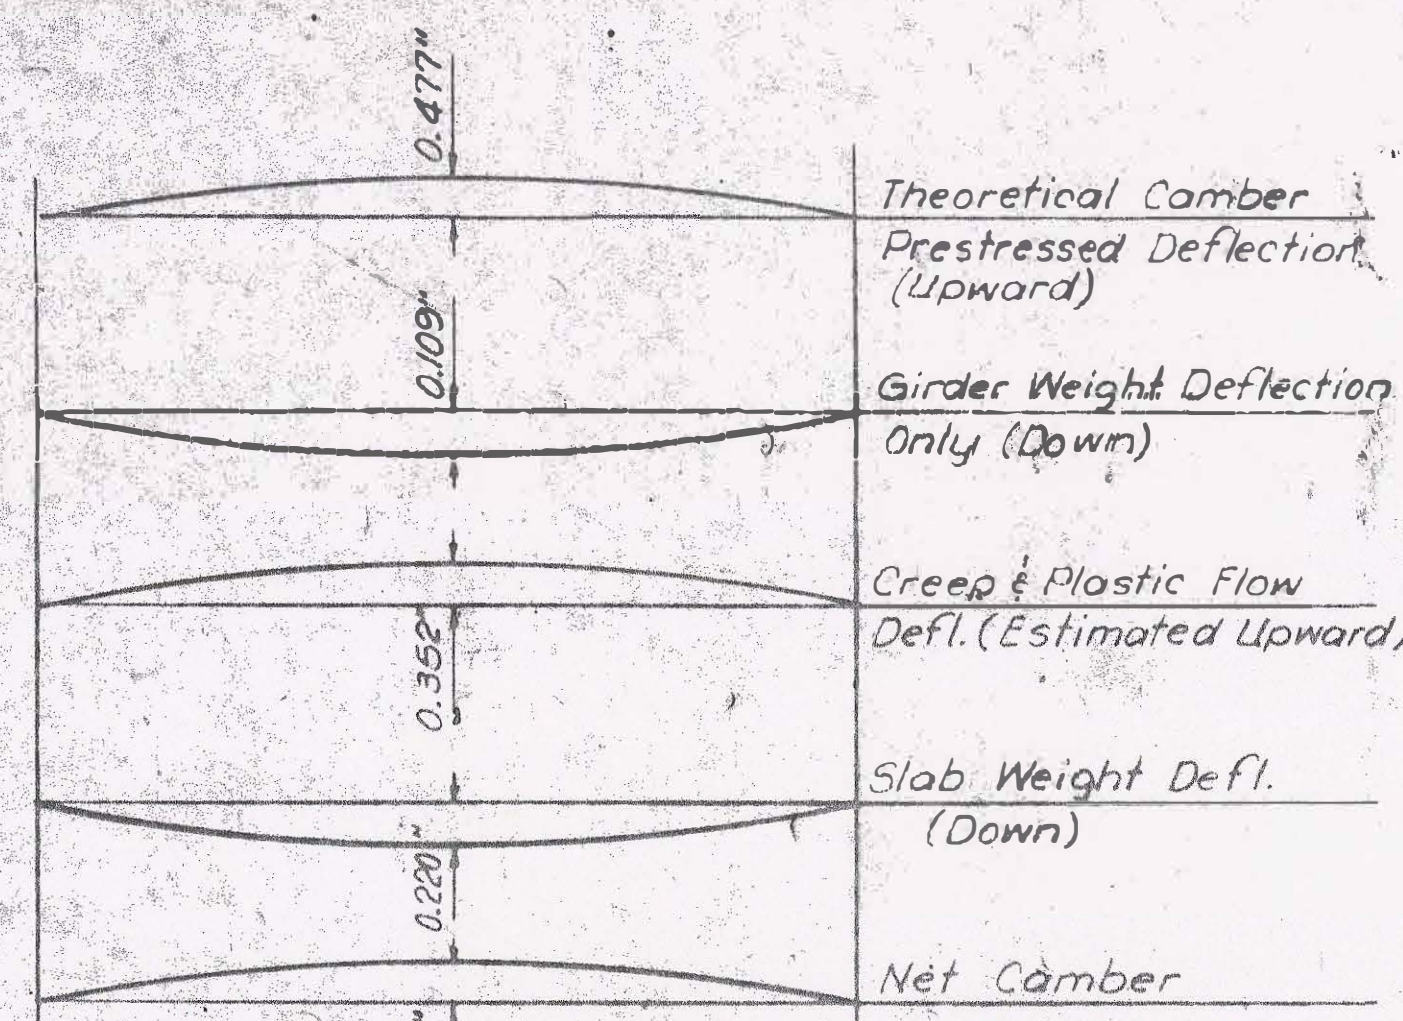 0.477"
Theoretical Camber
Prestressed Deflection
(Upward)
0.109"
Girder Weight Deflection
Only (Down)
Creep & Plastic Flow
Defl. (Estimated Upward)
0.352"
Slab Weight Defl.
(Down)
0.220"
Net Camber
"